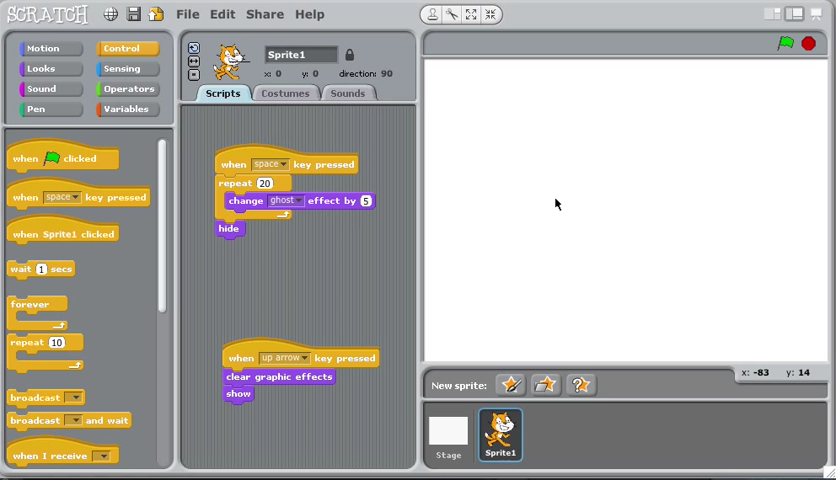 SCRATCH File Edit Share Help
Motion Control
Looks Sensing
Sound Operators
Pen Variables
when clicked
when space key pressed
when Sprite1 clicked
wait 1 secs
forever
repeat 10
broadcast
broadcast and wait
when I receive
Sprite1
x: 0 y: 0 direction: 90
Scripts Costumes Sounds
when space key pressed
repeat 20
change ghost effect by 5
hide
when up arrow key pressed
clear graphic effects
show
x: -83 y: 14
New sprite:
Stage
Sprite1